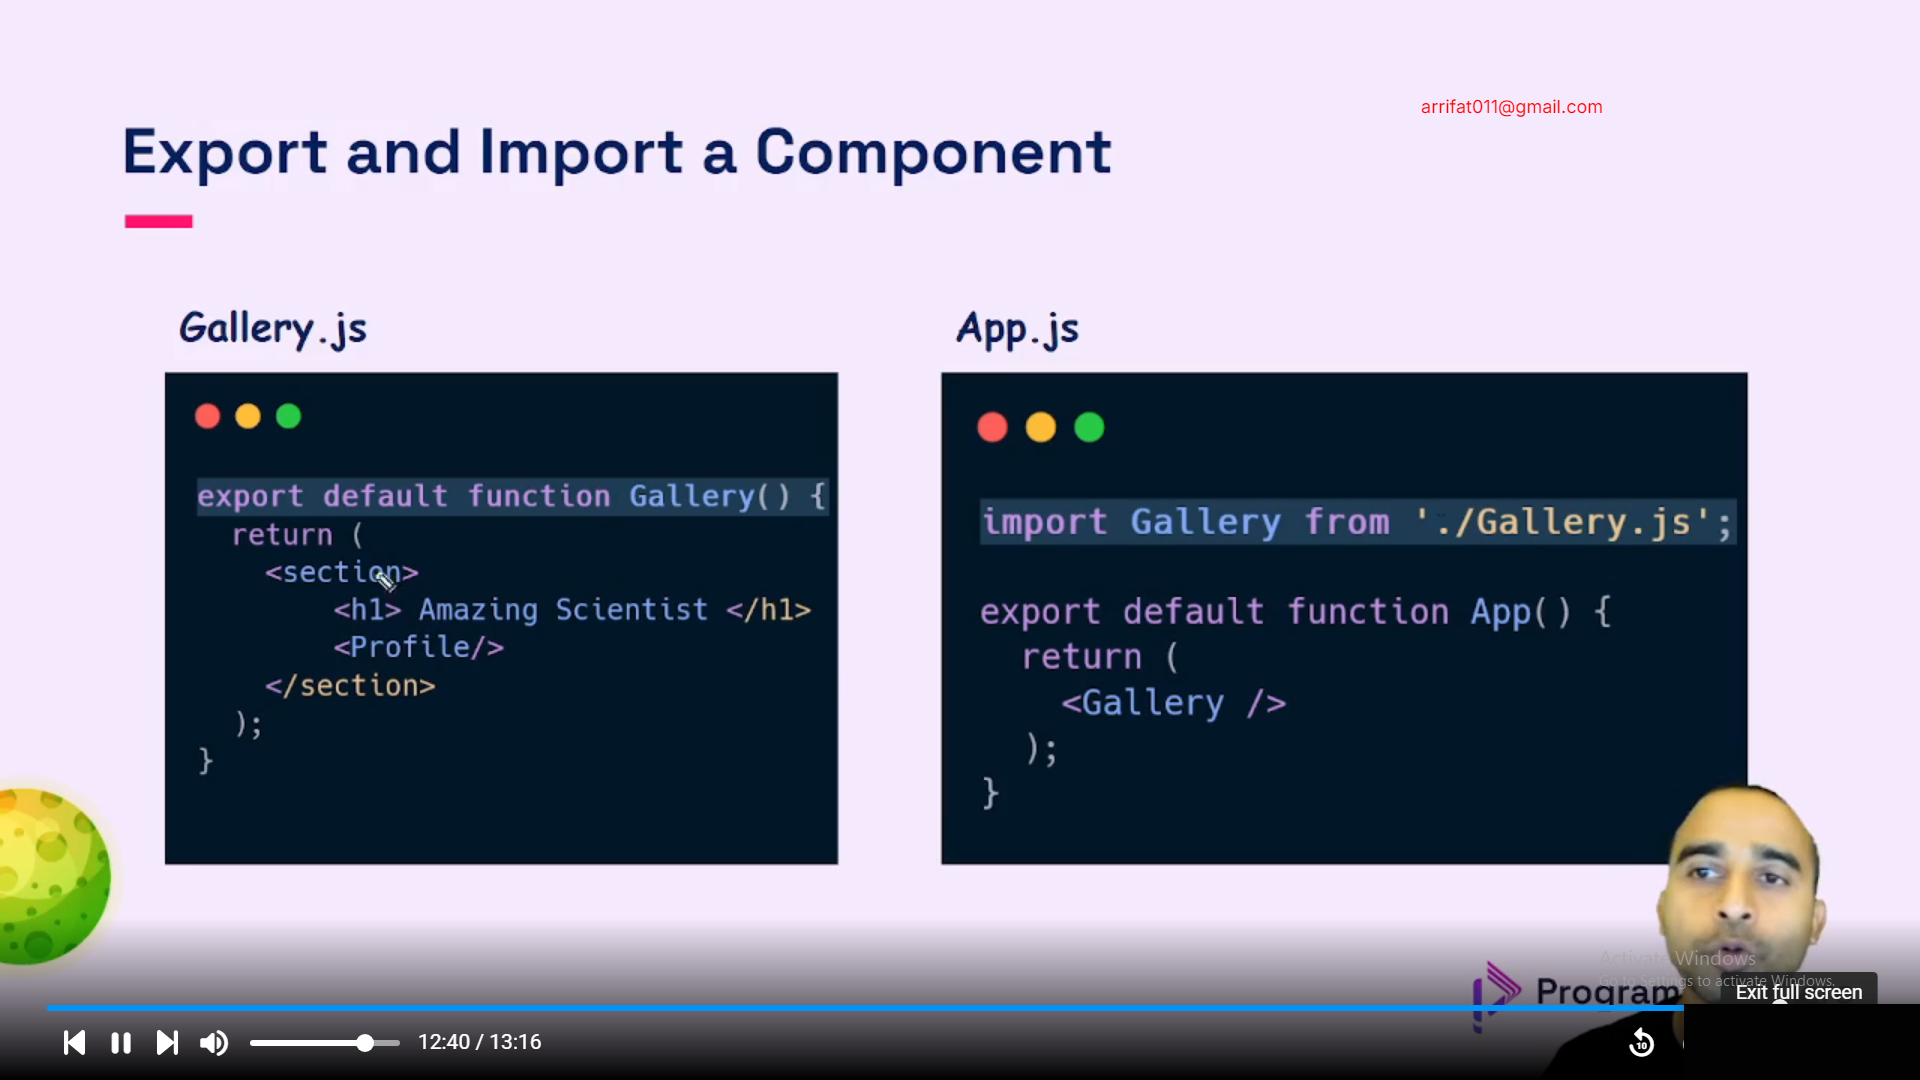 arrifat011@gmail.com
Export and Import a Component
Gallery.js
export default function Gallery() {
return (
<section>
<h1> Amazing Scientist </h1>
<Profile/>
</section>
);
}
App.js
import Gallery from './Gallery.js';
export default function App() {
return (
<Gallery />
);
}
Activate Windows
Go to Settings to activate Windows.
Program
Exit full screen
12:40 / 13:16
10